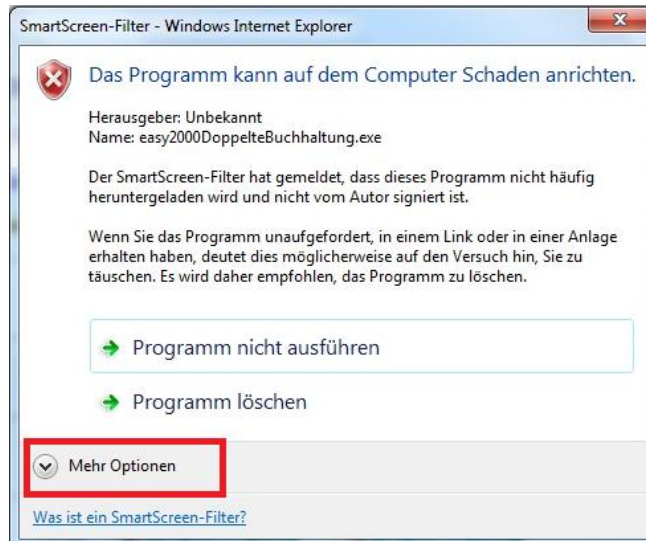 SmartScreen-Filter - Windows Internet Explorer
Das Programm kann auf dem Computer Schaden anrichten.
Herausgeber: Unbekannt
Name: easy2000DoppelteBuchhaltung.exe
Der SmartScreen-Filter hat gemeldet, dass dieses Programm nicht häufig
heruntergeladen wird und nicht vom Autor signiert ist.
Wenn Sie das Programm unaufgefordert, in einem Link oder in einer Anlage
erhalten haben, deutet dies möglicherweise auf den Versuch hin, Sie zu
täuschen. Es wird daher empfohlen, das Programm zu löschen.
Programm nicht ausführen
Programm löschen
Mehr Optionen
Was ist ein SmartScreen-Filter?